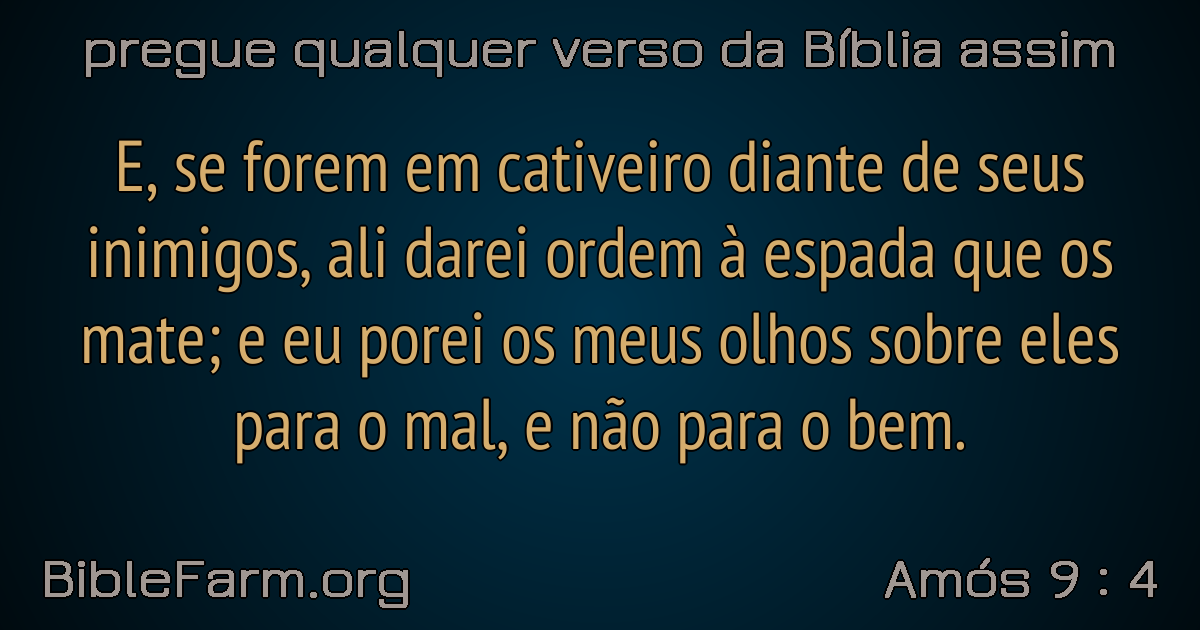 pregue qualquer verso da Bíblia assim
E, se forem em cativeiro diante de seus
inimigos, ali darei ordem à espada que os
mate; e eu porei os meus olhos sobre eles
para o mal, e não para o bem.
BibleFarm.org
Amós 9 : 4